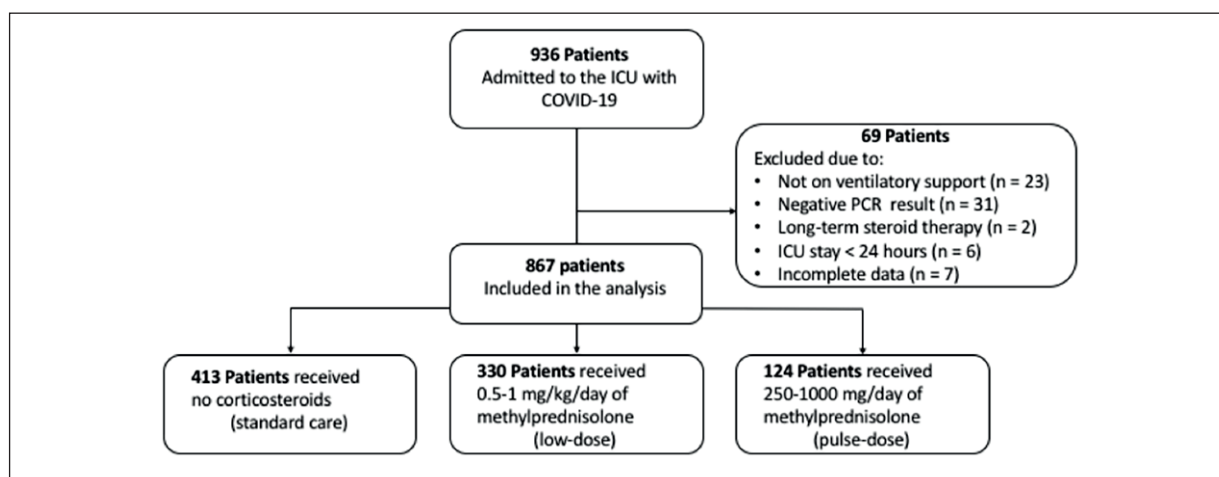 936 Patients
Admitted to the ICU with
COVID-19
69 Patients
Excluded due to:
• Not on ventilatory support (n = 23)
• Negative PCR result (n = 31)
• Long-term steroid therapy (n = 2)
• ICU stay < 24 hours (n = 6)
• Incomplete data (n = 7)
867 patients
Included in the analysis
413 Patients received
no corticosteroids
(standard care)
330 Patients received
0.5-1 mg/kg/day of
methylprednisolone
(low-dose)
124 Patients received
250-1000 mg/day of
methylprednisolone
(pulse-dose)